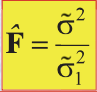 F̂ = σ̃² / σ̃₁²